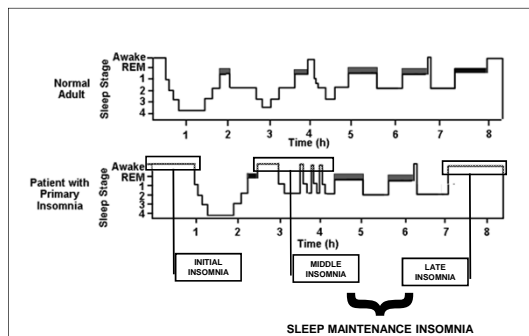 Normal
Adult
Sleep Stage
Awake
REM
1
2
3
4
1 2 3 4 5 6 7 8
Time (h)
Patient with
Primary
Insomnia
Sleep Stage
Awake
REM
1
2
3
4
1 2 3 4 5 6 7 8
Time (h)
INITIAL
INSOMNIA
MIDDLE
INSOMNIA
LATE
INSOMNIA
SLEEP MAINTENANCE INSOMNIA